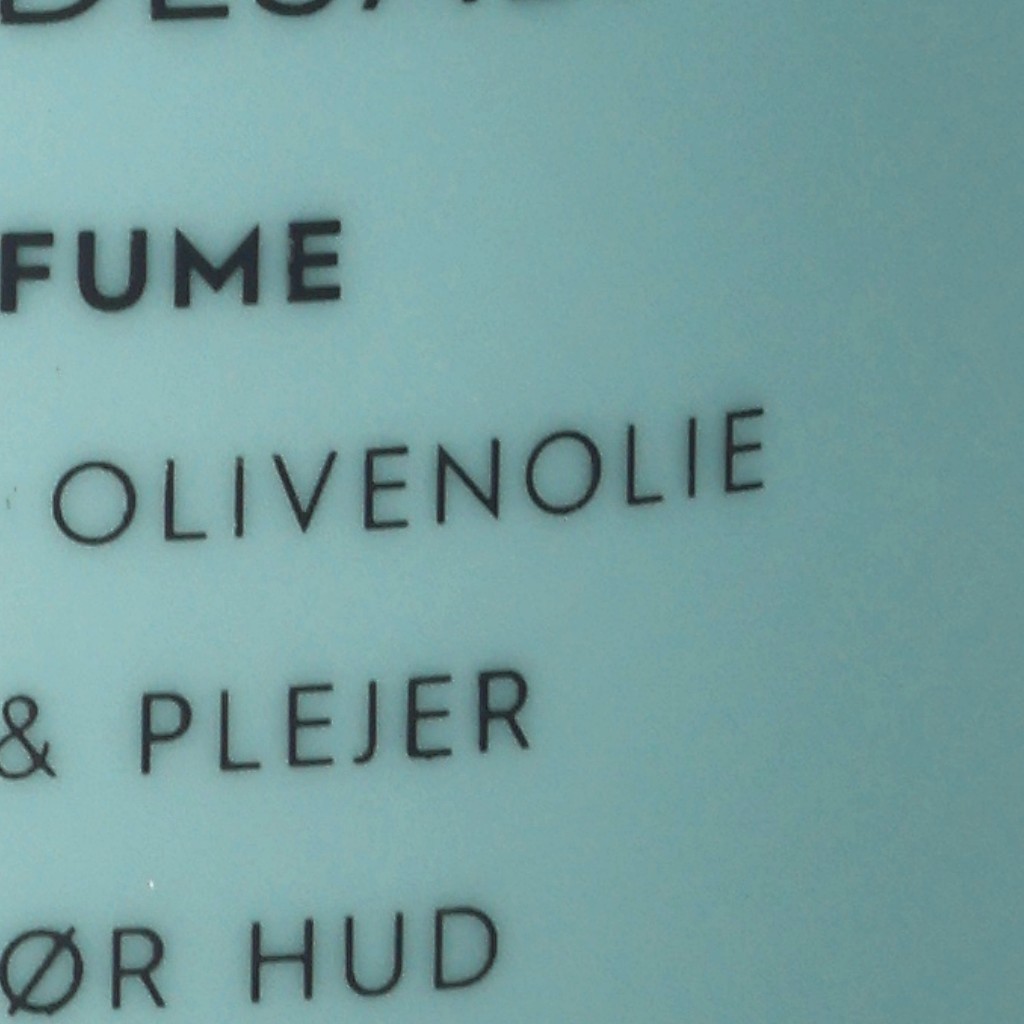 FUME
OLIVENOLIE
& PLEJER
ØR HUD